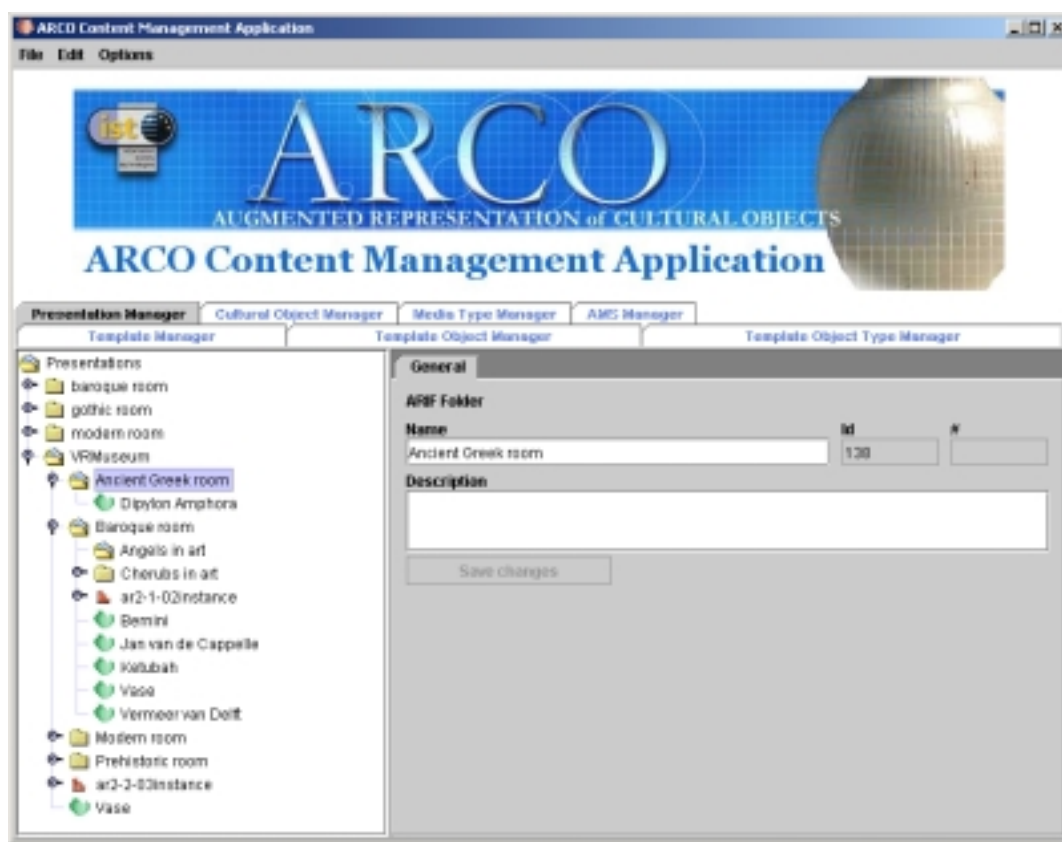 ARCO Content Management Application
File Edit Options
ist
ARCO
AUGMENTED REPRESENTATION of CULTURAL OBJECTS
ARCO Content Management Application
Presentation Manager Cultural Object Manager Media Type Manager AMS Manager
Template Manager Template Object Manager Template Object Type Manager
Presentations
baroque room
gothic room
modern room
VRMuseum
Ancient Greek room
Dipylon Amphora
Baroque room
Angels in art
Cherubs in art
ar2-1-02instance
Bernini
Jan van de Cappelle
Ketubah
Vase
Vermeer van Delft
Modern room
Prehistoric room
ar2-2-03instance
Vase
General
ARIF Folder
Name Id #
Ancient Greek room 138
Description
Save changes